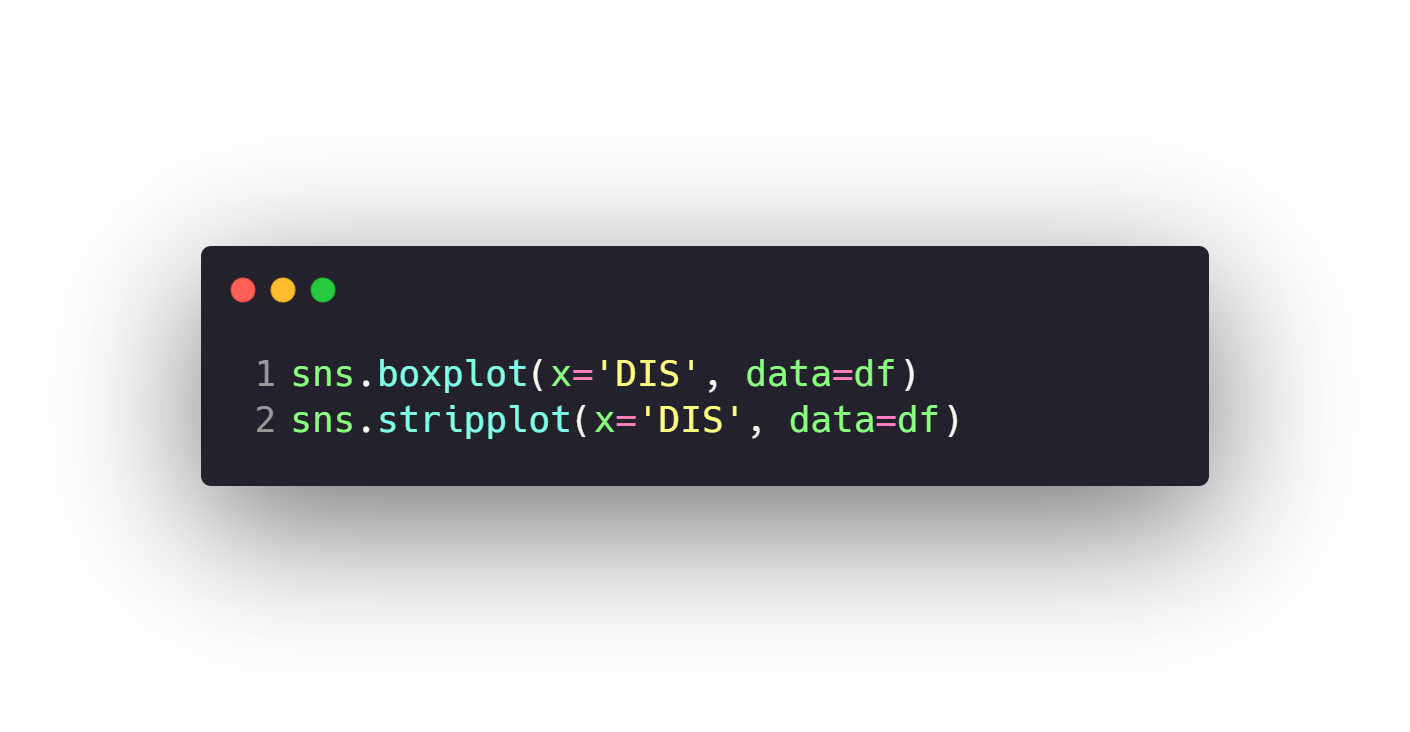 1 sns.boxplot(x='DIS', data=df)
2 sns.stripplot(x='DIS', data=df)